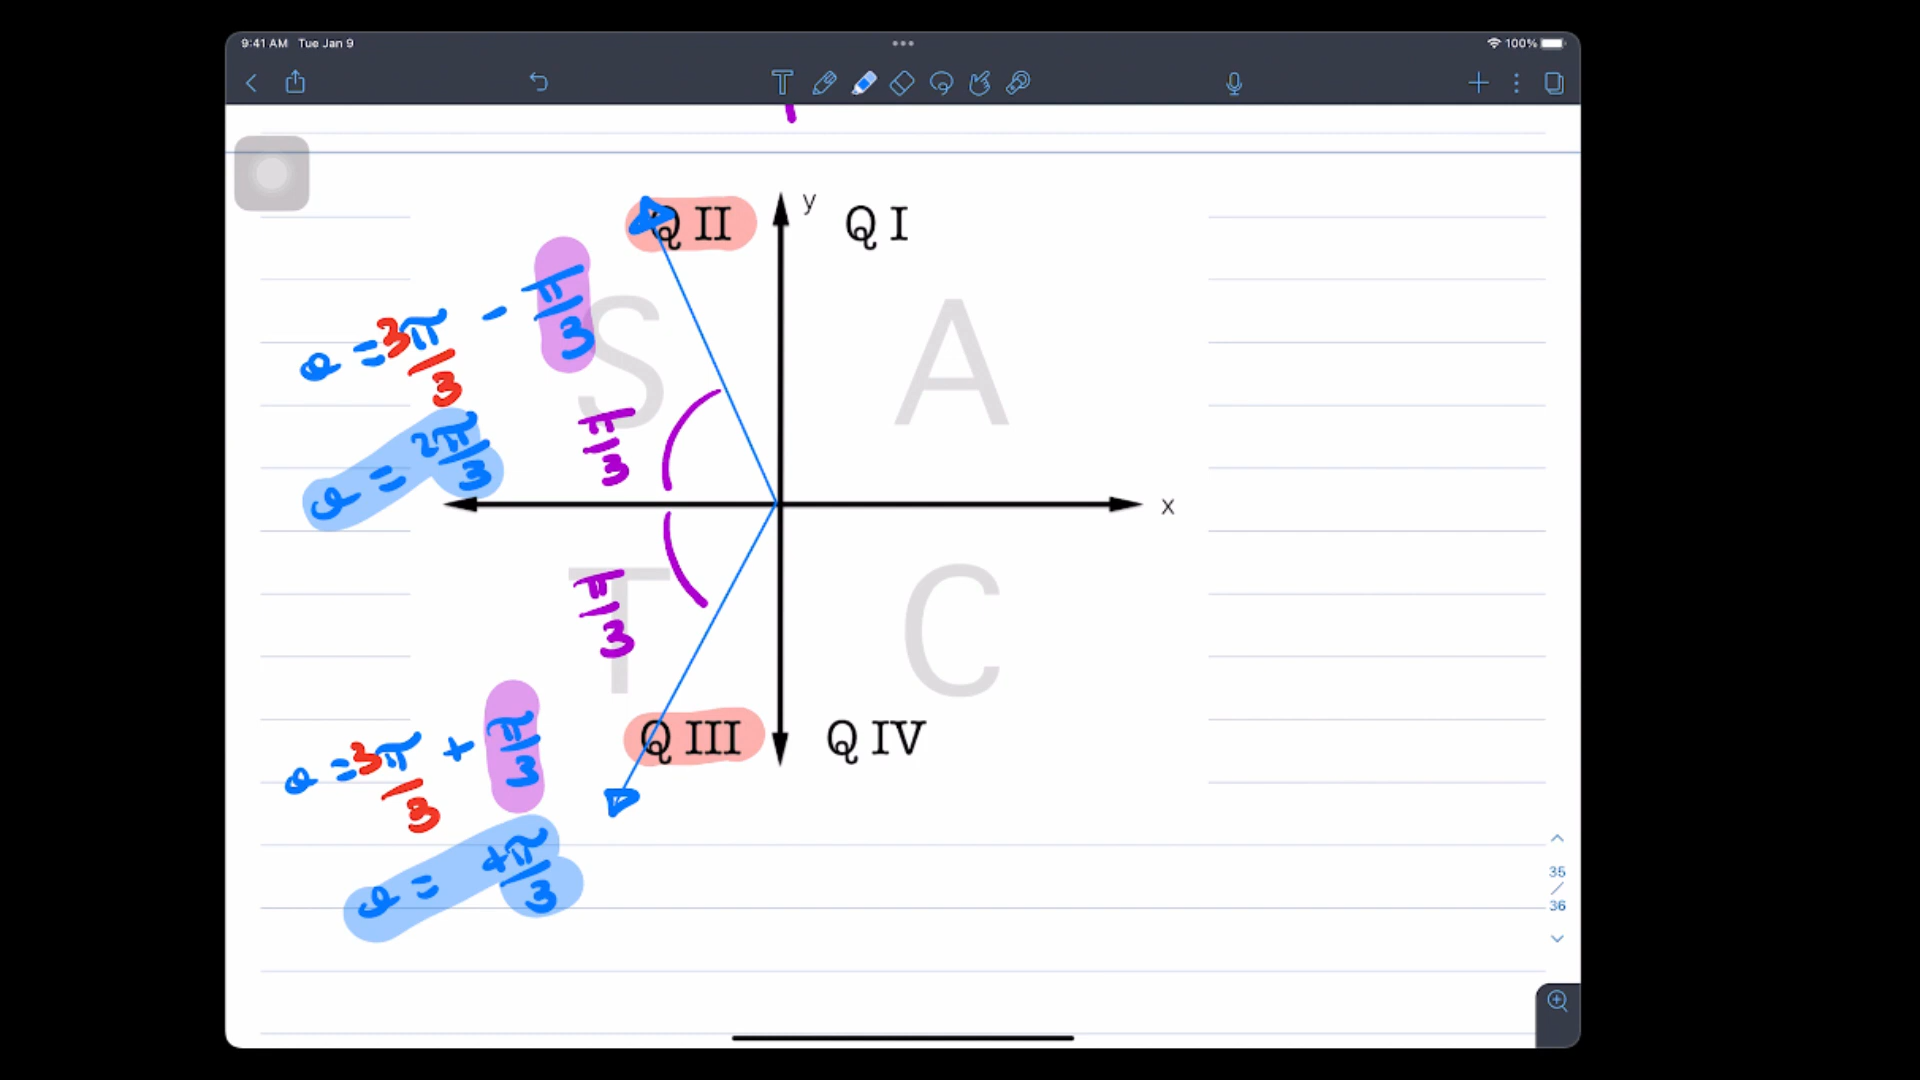 9:41 AM Tue Jan 9
100%
T
y
Q II
Q I
S
A
θ = 3π/3 - π/3
π/3
θ = 2π/3
x
T
C
π/3
Q III
Q IV
θ = 3π/3 + π/3
θ = 4π/3
35
/
36